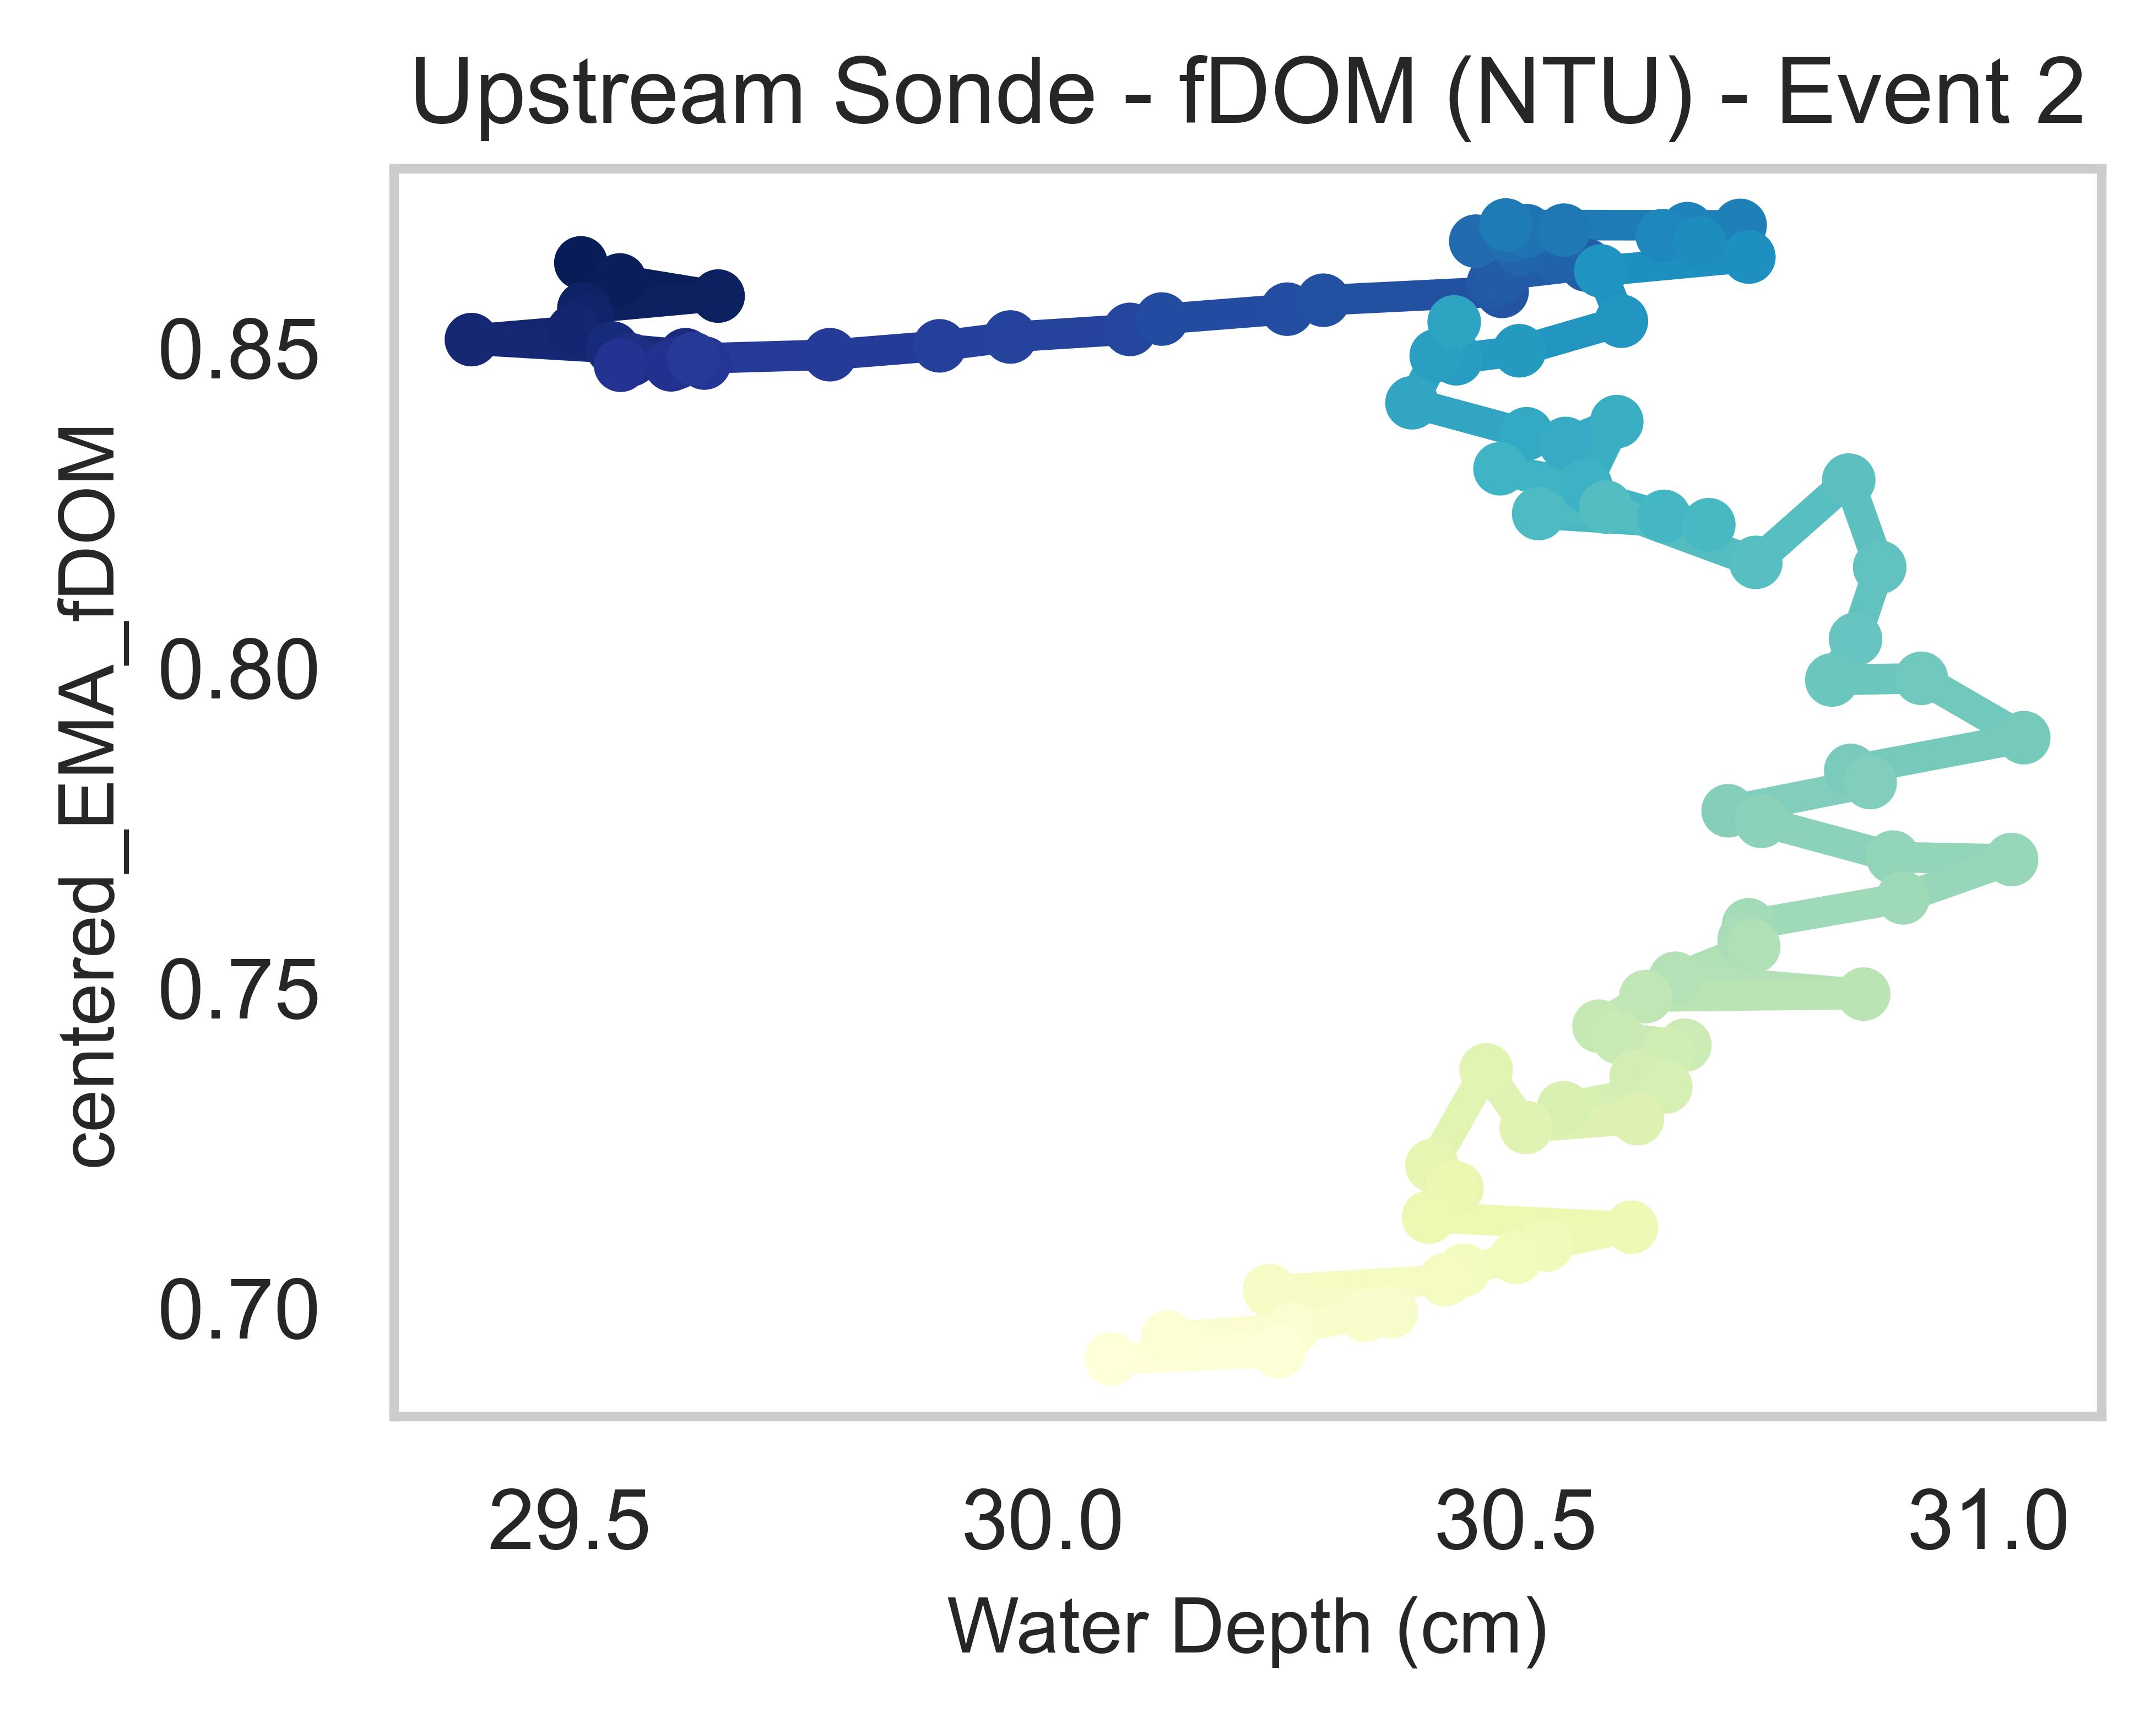 Upstream Sonde - fDOM (NTU) - Event 2
centered_EMA_fDOM
0.85
0.80
0.75
0.70
29.5 30.0 30.5 31.0
Water Depth (cm)